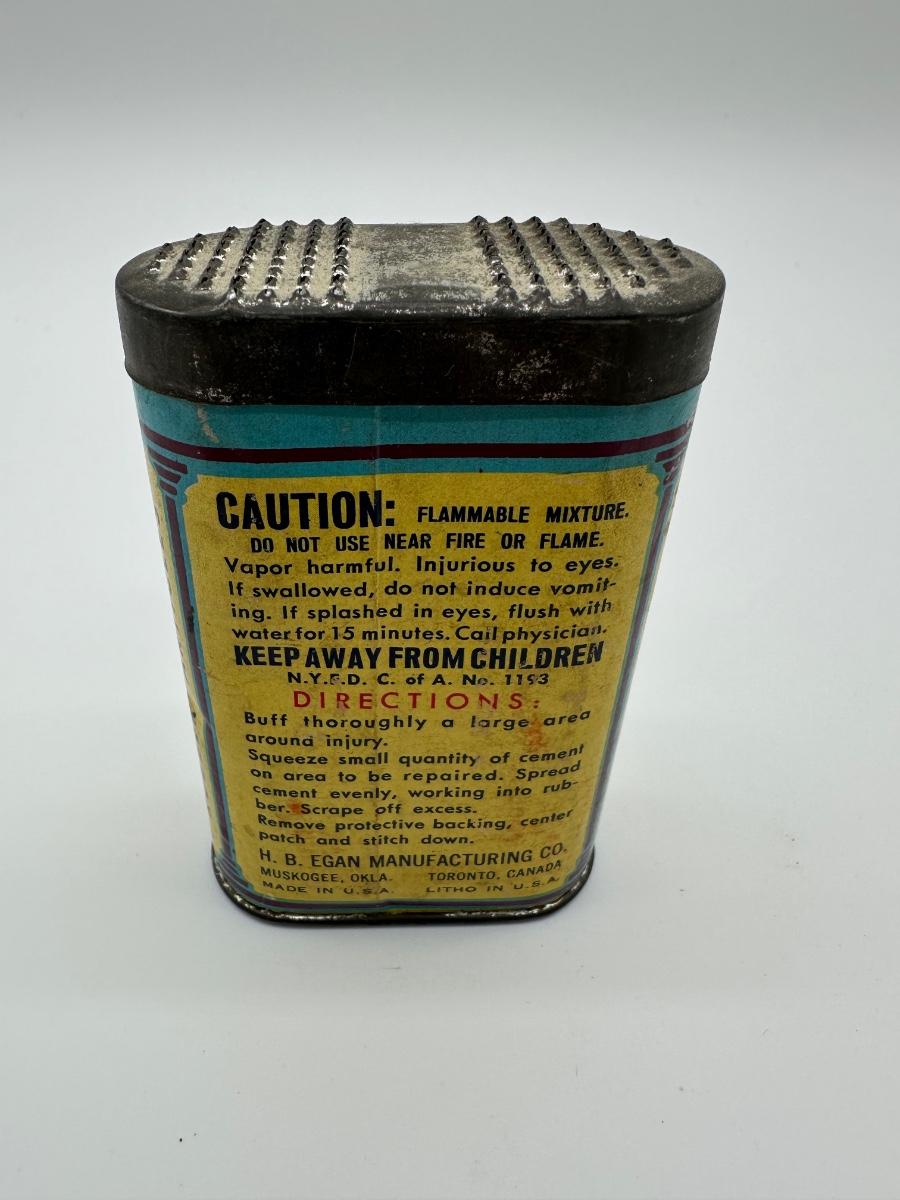 CAUTION: FLAMMABLE MIXTURE.
DO NOT USE NEAR FIRE OR FLAME.
Vapor harmful. Injurious to eyes.
If swallowed, do not induce vomit-
ing. If splashed in eyes, flush with
water for 15 minutes. Call physician.
KEEP AWAY FROM CHILDREN
N.Y.F.D. C. of A. No. 1193
DIRECTIONS:
Buff thoroughly a large area
around injury.
Squeeze small quantity of cement
on area to be repaired. Spread
cement evenly, working into rub-
ber. Scrape off excess.
Remove protective backing, center
patch and stitch down.
H. B. EGAN MANUFACTURING CO.
MUSKOGEE, OKLA. TORONTO, CANADA
MADE IN U.S.A. LITHO IN U.S.A.